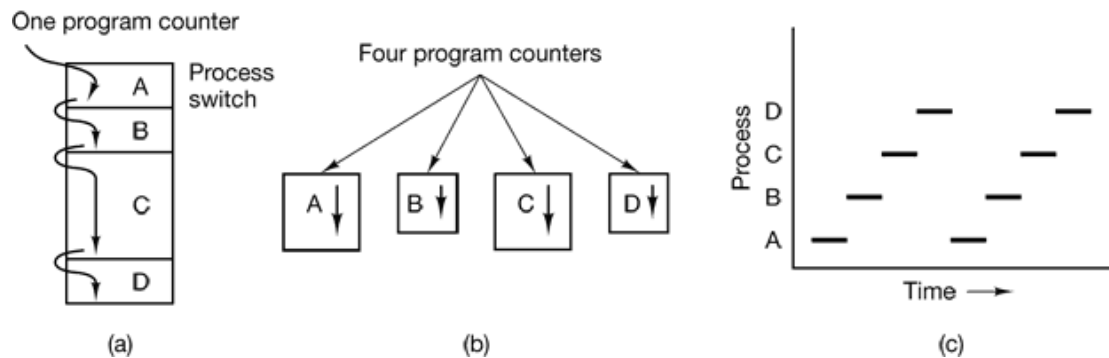 One program counter
Process
switch
A
B
C
D
(a)
Four program counters
A
B
C
D
(b)
Process
D
C
B
A
Time
(c)